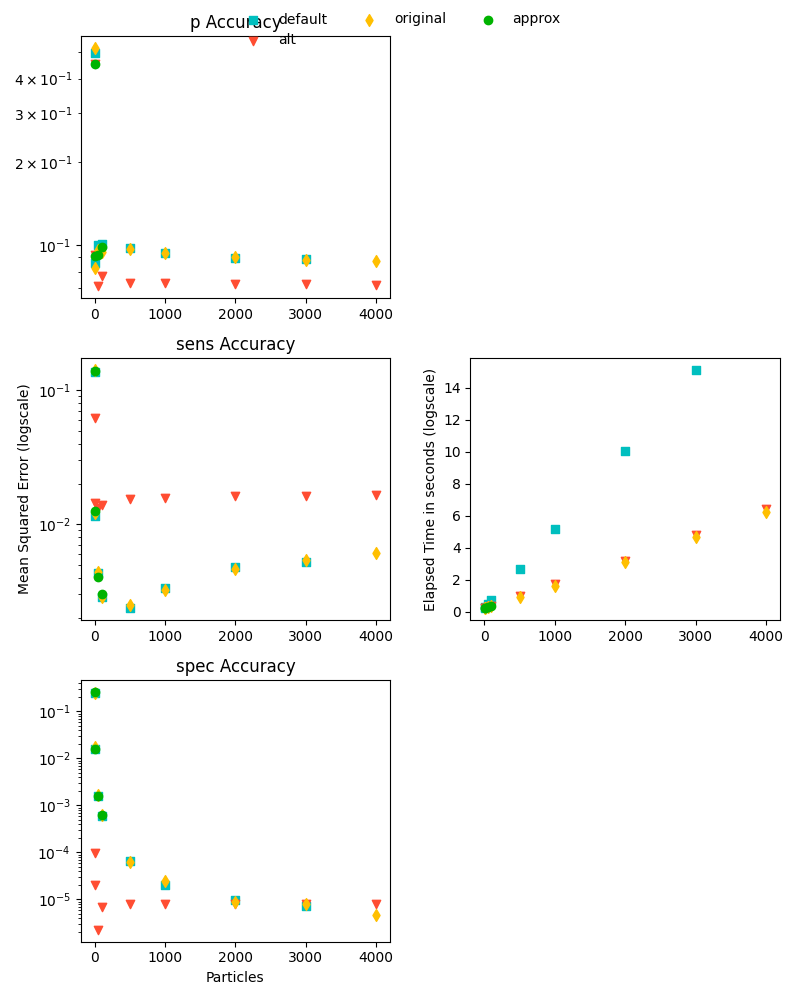 p Accuracy
default original approx
alt
4 × 10⁻¹
3 × 10⁻¹
2 × 10⁻¹
10⁻¹
0 1000 2000 3000 4000
sens Accuracy
Mean Squared Error (logscale)
10⁻¹
10⁻²
0 1000 2000 3000 4000
Elapsed Time in seconds (logscale)
14
12
10
8
6
4
2
0
0 1000 2000 3000 4000
spec Accuracy
10⁻¹
10⁻²
10⁻³
10⁻⁴
10⁻⁵
0 1000 2000 3000 4000
Particles